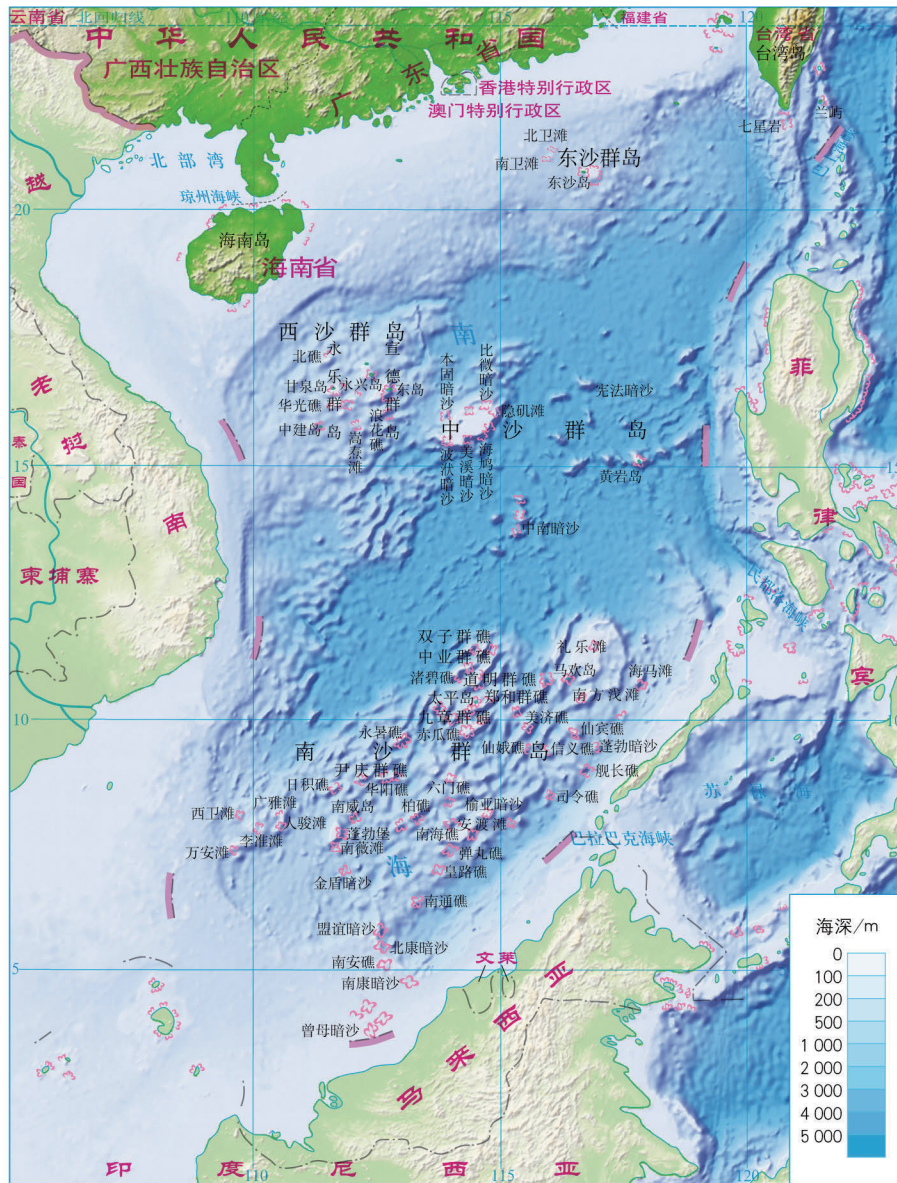 云南省
北回归线
110
115
福建省
120
中华人民共和国
台湾省
台湾岛
广西壮族自治区
广东省
香港特别行政区
澳门特别行政区
七星岩
兰屿
北卫滩
南卫滩
东沙群岛
东沙岛
北部湾
越南
琼州海峡
20
海南岛
海南省
西沙群岛
北礁
永乐群岛
宣德群岛
甘泉岛
永兴岛
东岛
华光礁
浪花礁
中建岛
嵩焘滩
南海
本固暗沙
比微暗沙
隐矶滩
宪法暗沙
中沙群岛
波洑暗沙
美溪暗沙
海鸠暗沙
黄岩岛
中南暗沙
老挝
泰国
15
15
菲律宾
柬埔寨
民都洛海峡
双子群礁
中业群礁
渚碧礁
道明群礁
太平岛
郑和群礁
九章群礁
赤瓜礁
永暑礁
礼乐滩
马欢岛
海马滩
南方浅滩
美济礁
仙宾礁
10
10
南沙群岛
仙娥礁
信义礁
蓬勃暗沙
尹庆群礁
舰长礁
日积礁
华阳礁
六门礁
司令礁
西卫滩
广雅滩
人骏滩
南威岛
柏礁
榆亚暗沙
李准滩
蓬勃堡
南海礁
安渡滩
万安滩
南薇滩
弹丸礁
金盾暗沙
皇路礁
巴拉巴克海峡
南通礁
盟谊暗沙
北康暗沙
南安礁
南康暗沙
文莱
5
曾母暗沙
马来西亚
印度尼西亚
110
115
120
海深/m
0
100
200
500
1 000
2 000
3 000
4 000
5 000